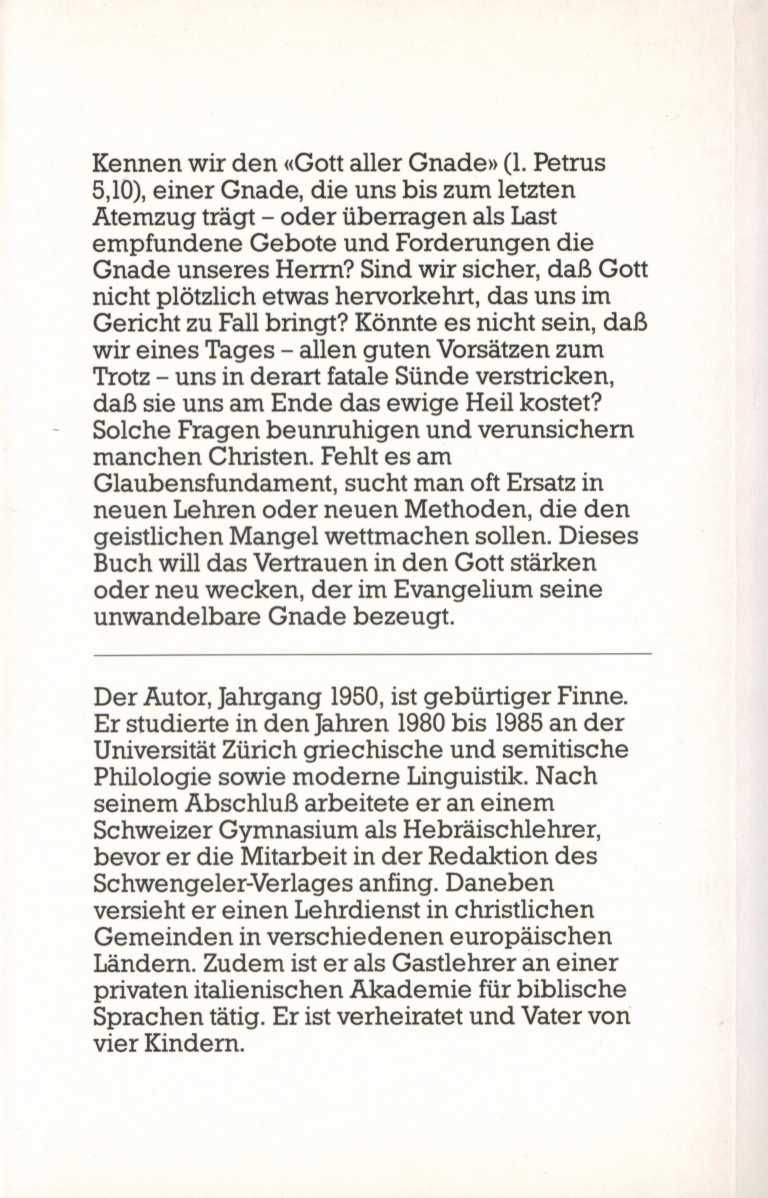 Kennen wir den «Gott aller Gnade» (1. Petrus
5,10), einer Gnade, die uns bis zum letzten
Atemzug trägt – oder überragen als Last
empfundene Gebote und Forderungen die
Gnade unseres Herrn? Sind wir sicher, daß Gott
nicht plötzlich etwas hervorkehrt, das uns im
Gericht zu Fall bringt? Könnte es nicht sein, daß
wir eines Tages – allen guten Vorsätzen zum
Trotz – uns in derart fatale Sünde verstricken,
daß sie uns am Ende das ewige Heil kostet?
Solche Fragen beunruhigen und verunsichern
manchen Christen. Fehlt es am
Glaubensfundament, sucht man oft Ersatz in
neuen Lehren oder neuen Methoden, die den
geistlichen Mangel wettmachen sollen. Dieses
Buch will das Vertrauen in den Gott stärken
oder neu wecken, der im Evangelium seine
unwandelbare Gnade bezeugt.
Der Autor, Jahrgang 1950, ist gebürtiger Finne.
Er studierte in den Jahren 1980 bis 1985 an der
Universität Zürich griechische und semitische
Philologie sowie moderne Linguistik. Nach
seinem Abschluß arbeitete er an einem
Schweizer Gymnasium als Hebräischlehrer,
bevor er die Mitarbeit in der Redaktion des
Schwengeler-Verlages anfing. Daneben
versieht er einen Lehrdienst in christlichen
Gemeinden in verschiedenen europäischen
Ländern. Zudem ist er als Gastlehrer an einer
privaten italienischen Akademie für biblische
Sprachen tätig. Er ist verheiratet und Vater von
vier Kindern.